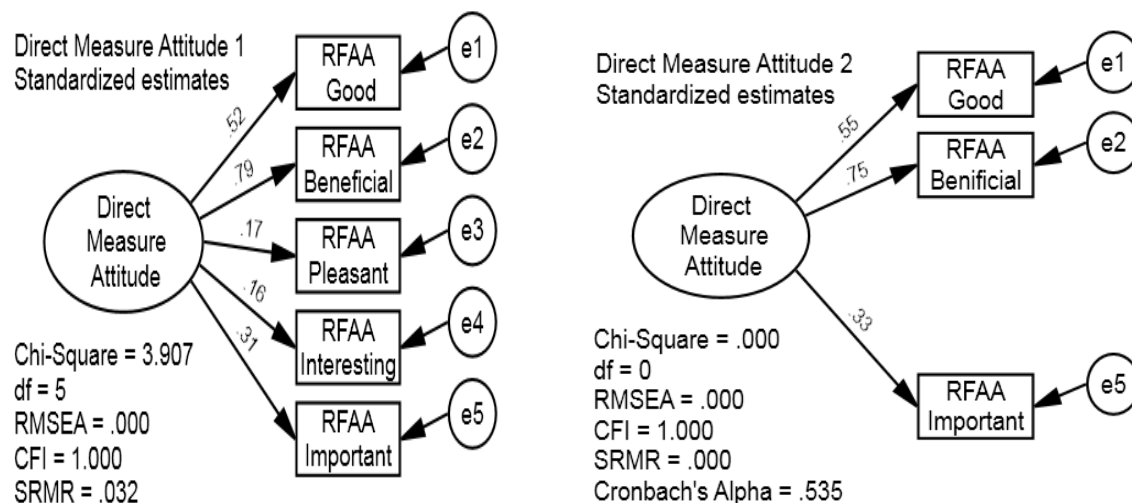 Direct Measure Attitude 1
Standardized estimates
RFAA
Good
e1
.52
RFAA
Beneficial
e2
.79
Direct
Measure
Attitude
RFAA
Pleasant
e3
.17
RFAA
Interesting
e4
.16
RFAA
Important
e5
.31
Chi-Square = 3.907
df = 5
RMSEA = .000
CFI = 1.000
SRMR = .032
Direct Measure Attitude 2
Standardized estimates
RFAA
Good
e1
.55
RFAA
Benificial
e2
.75
Direct
Measure
Attitude
.33
RFAA
Important
e5
Chi-Square = .000
df = 0
RMSEA = .000
CFI = 1.000
SRMR = .000
Cronbach's Alpha = .535